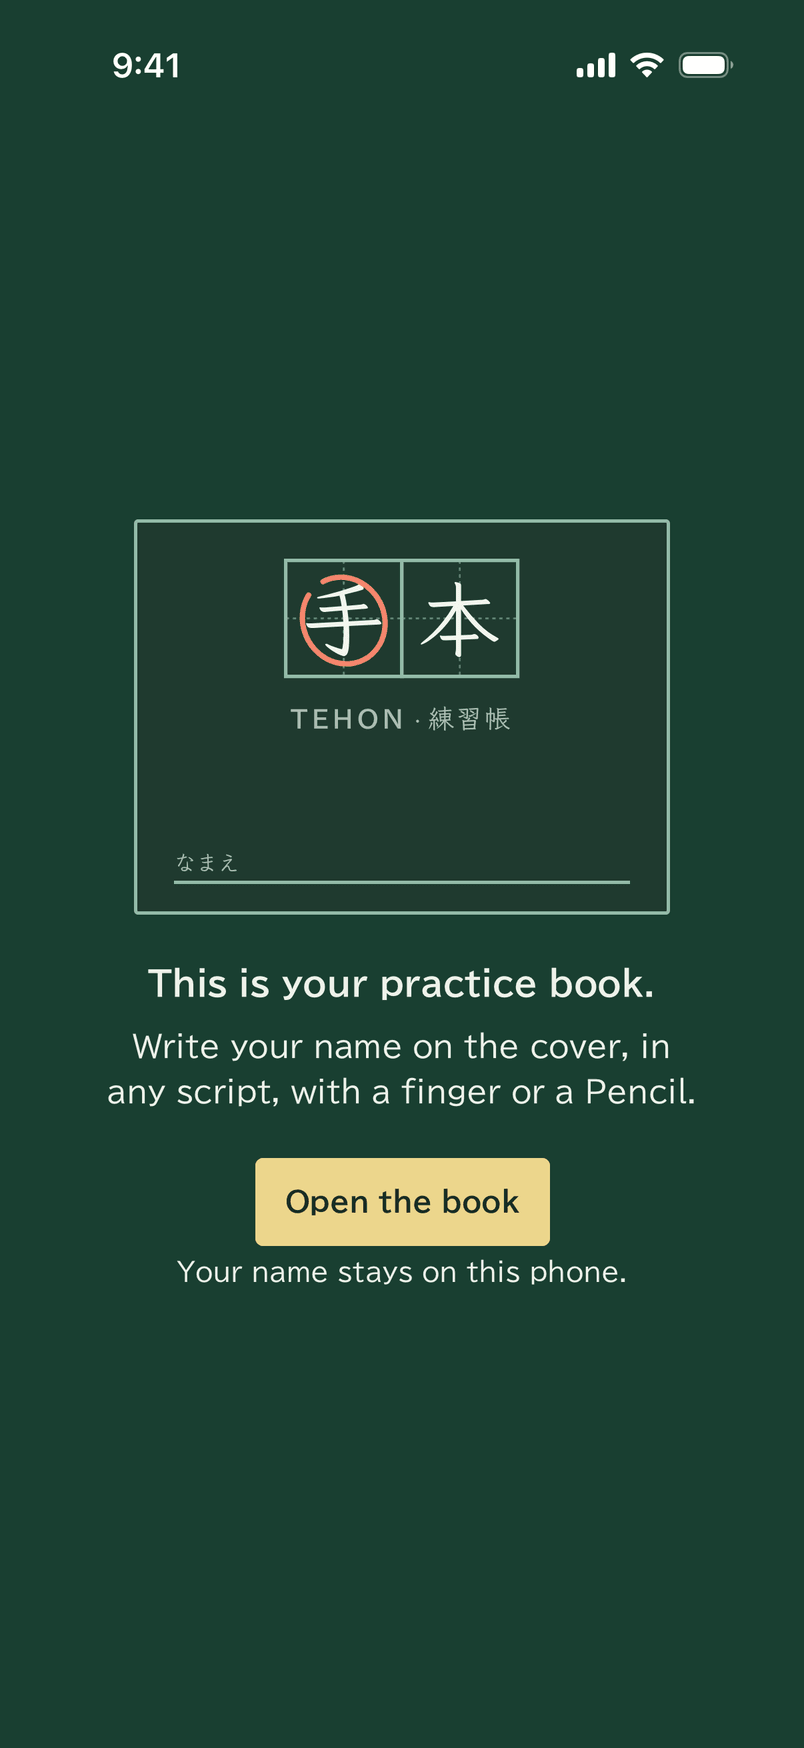 9:41
手本
TEHON · 練習帳
なまえ
This is your practice book.
Write your name on the cover, in
any script, with a finger or a Pencil.
Open the book
Your name stays on this phone.